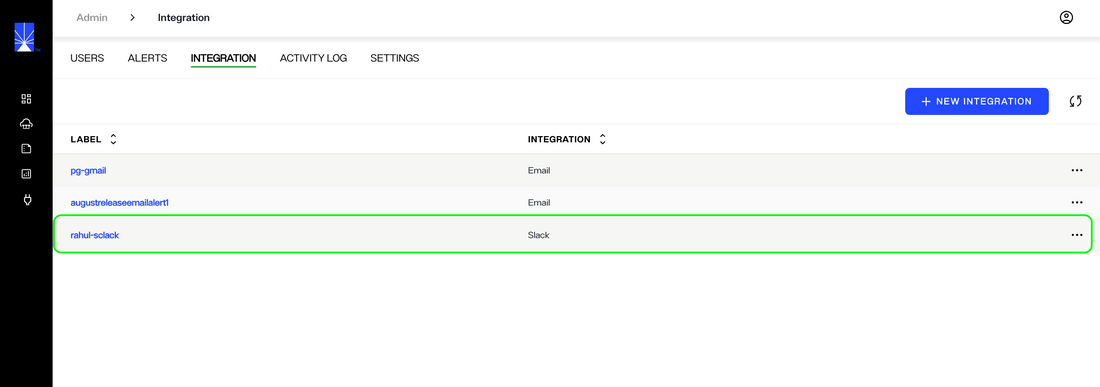 Admin > Integration
USERS ALERTS INTEGRATION ACTIVITY LOG SETTINGS
+ NEW INTEGRATION
LABEL INTEGRATION
pg-gmail Email
augustreleaseemailalert1 Email
rahul-sclack Slack